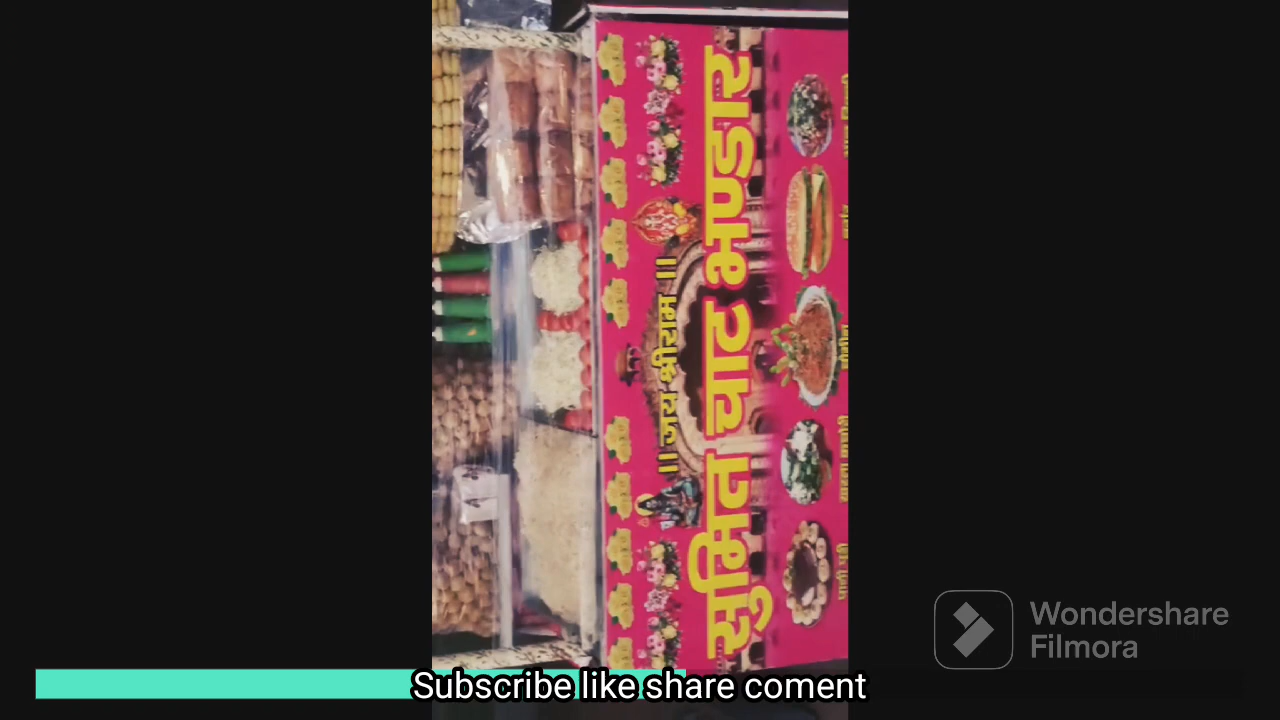 ॥ जय श्रीराम ॥
सुमित चाट भण्डार
Wondershare
Filmora
Subscribe like share coment